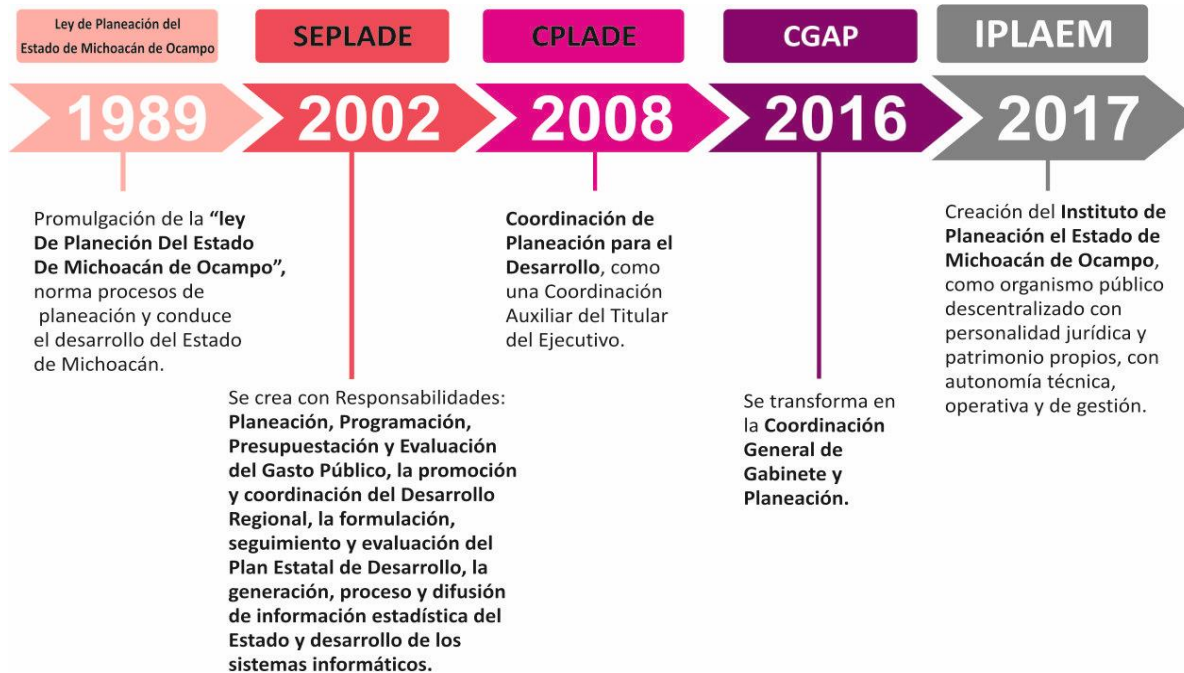 Ley de Planeación del
Estado de Michoacán de Ocampo
SEPLADE
CPLADE
CGAP
IPLAEM
1989
2002
2008
2016
2017
Promulgación de la “ley
De Planeción Del Estado
De Michoacán de Ocampo”,
norma procesos de
planeación y conduce
el desarrollo del Estado
de Michoacán.
Se crea con Responsabilidades:
Planeación, Programación,
Presupuestación y Evaluación
del Gasto Público, la promoción
y coordinación del Desarrollo
Regional, la formulación,
seguimiento y evaluación del
Plan Estatal de Desarrollo, la
generación, proceso y difusión
de información estadística del
Estado y desarrollo de los
sistemas informáticos.
Coordinación de
Planeación para el
Desarrollo, como
una Coordinación
Auxiliar del Titular
del Ejecutivo.
Se transforma en
la Coordinación
General de
Gabinete y
Planeación.
Creación del Instituto de
Planeación el Estado de
Michoacán de Ocampo,
como organismo público
descentralizado con
personalidad jurídica y
patrimonio propios, con
autonomía técnica,
operativa y de gestión.